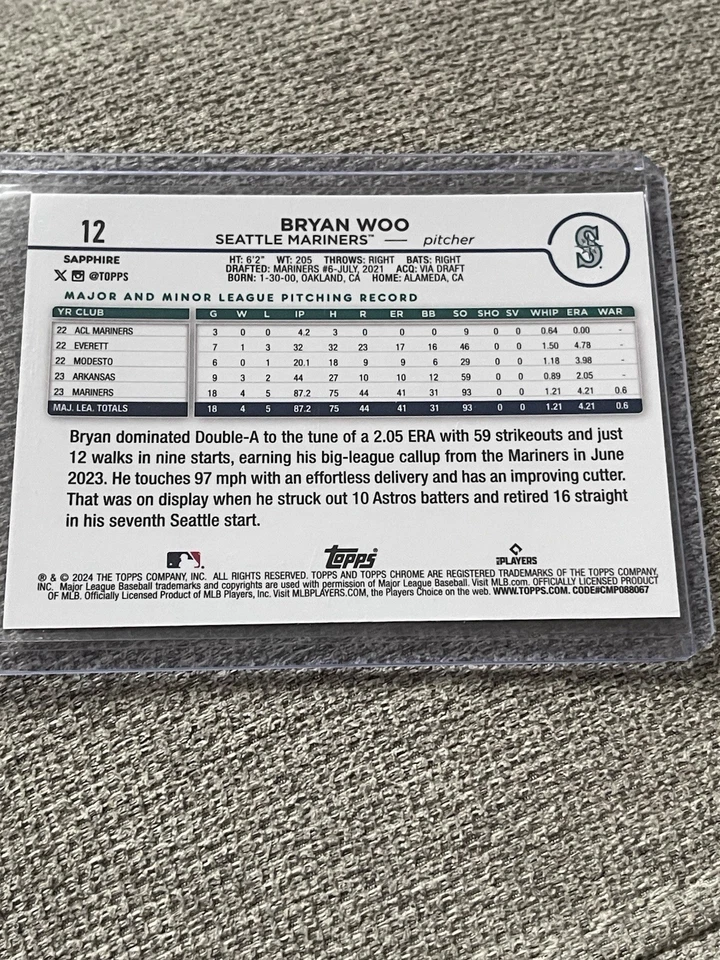 12
BRYAN WOO
SEATTLE MARINERS™ — pitcher
S
SAPPHIRE
X @TOPPS
HT: 6'2" WT: 205 THROWS: RIGHT BATS: RIGHT
DRAFTED: MARINERS #6-JULY, 2021 ACQ: VIA DRAFT
BORN: 1-30-00, OAKLAND, CA HOME: ALAMEDA, CA
MAJOR AND MINOR LEAGUE PITCHING RECORD
YR CLUB G W L IP H R ER BB SO SHO SV WHIP ERA WAR
22 ACL MARINERS 3 0 0 4.2 3 0 0 0 9 0 0 0.64 0.00 -
22 EVERETT 7 1 3 32 32 23 17 16 46 0 0 1.50 4.78 -
22 MODESTO 6 0 1 20.1 18 9 9 6 29 0 0 1.18 3.98 -
23 ARKANSAS 9 3 2 44 27 10 10 12 59 0 0 0.89 2.05 -
23 MARINERS 18 4 5 87.2 75 44 41 31 93 0 0 1.21 4.21 0.6
MAJ. LEA. TOTALS 18 4 5 87.2 75 44 41 31 93 0 0 1.21 4.21 0.6
Bryan dominated Double-A to the tune of a 2.05 ERA with 59 strikeouts and just
12 walks in nine starts, earning his big-league callup from the Mariners in June
2023. He touches 97 mph with an effortless delivery and has an improving cutter.
That was on display when he struck out 10 Astros batters and retired 16 straight
in his seventh Seattle start.
topps
PLAYERS
® & © 2024 THE TOPPS COMPANY, INC. ALL RIGHTS RESERVED. TOPPS AND TOPPS CHROME ARE REGISTERED TRADEMARKS OF THE TOPPS COMPANY,
INC. Major League Baseball trademarks and copyrights are used with permission of Major League Baseball. Visit MLB.com. OFFICIALLY LICENSED PRODUCT
OF MLB. Officially Licensed Product of MLB Players, Inc. Visit MLBPLAYERS.COM, the Players Choice on the web. WWW.TOPPS.COM. CODE#CMP088067